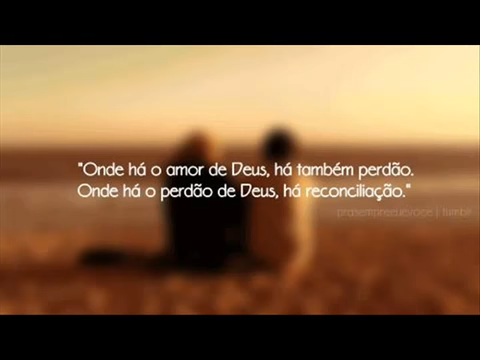 "Onde há o amor de Deus, há também perdão.
Onde há o perdão de Deus, há reconciliação."